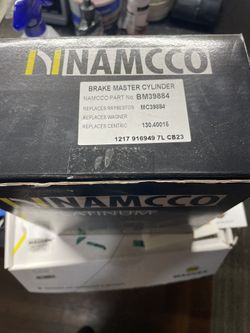 NAMCCO
BRAKE MASTER CYLINDER
NAMCCO PART No. BM39884
REPLACES RAYBESTOS MC39884
REPLACES WAGNER
REPLACES CENTRIC 130.40015
1217 916949 7L CB23
NAMCCO